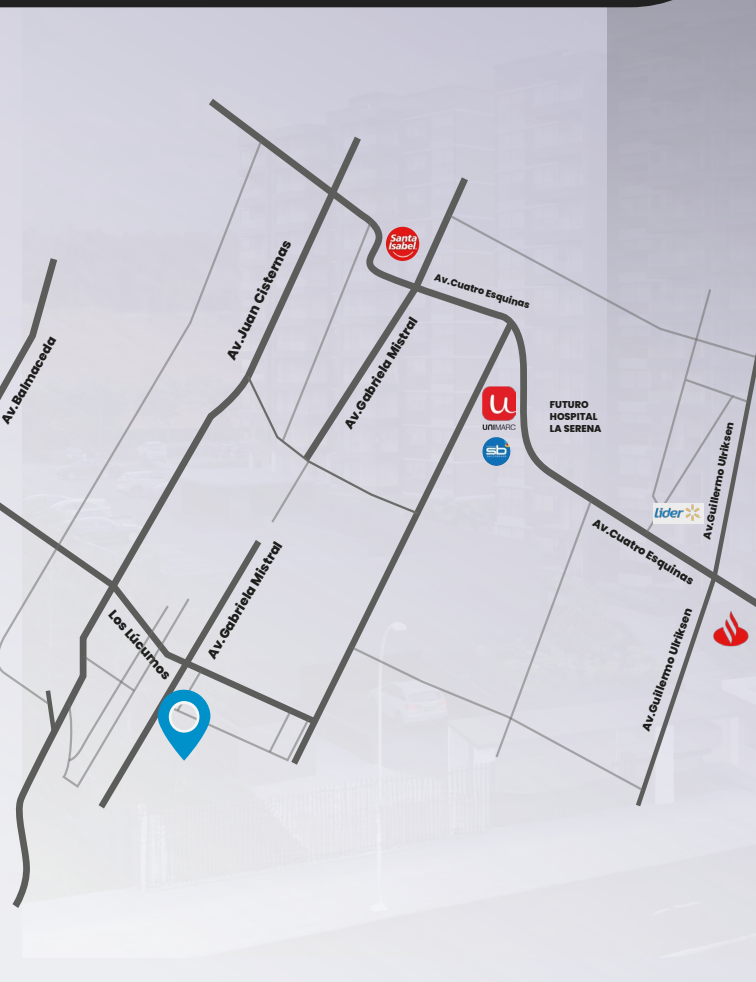 Santa
Isabel
Av.Cuatro Esquinas
Av.Juan Cisternas
Av.Gabriela Mistral
Av.Balmaceda
UNIMARC
sb
FUTURO
HOSPITAL
LA SERENA
Av.Guillermo Ulriksen
lider
Av.Cuatro Esquinas
Av.Gabriela Mistral
Los Lúcumos
Av.Guillermo Ulriksen